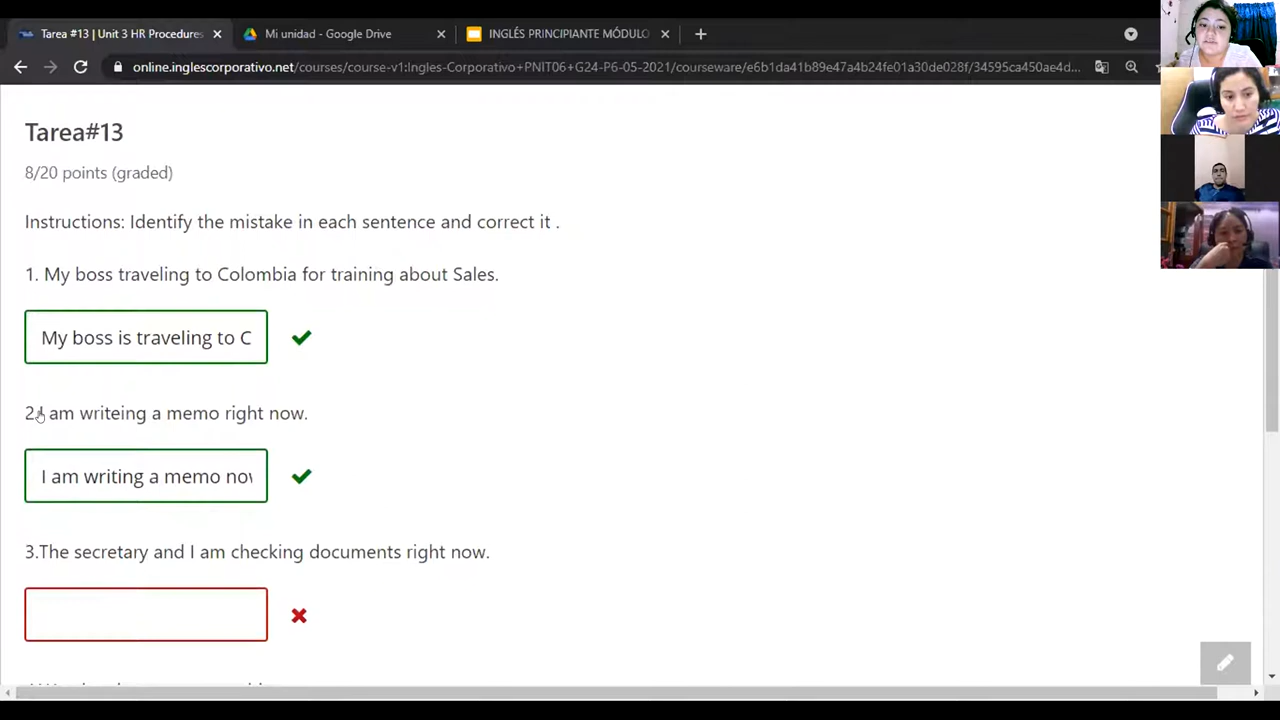 Tarea #13 | Unit 3 HR Procedures
Mi unidad - Google Drive
INGLÉS PRINCIPIANTE MÓDULO
online.inglescorporativo.net/courses/course-v1:Ingles-Corporativo+PNIT06+G24-P6-05-2021/courseware/e6b1da41b89e47a4b24fe01a30de028f/34595ca450ae4d...
Tarea#13
8/20 points (graded)
Instructions: Identify the mistake in each sentence and correct it .
1. My boss traveling to Colombia for training about Sales.
My boss is traveling to C
2. I am writeing a memo right now.
I am writing a memo nov
3.The secretary and I am checking documents right now.